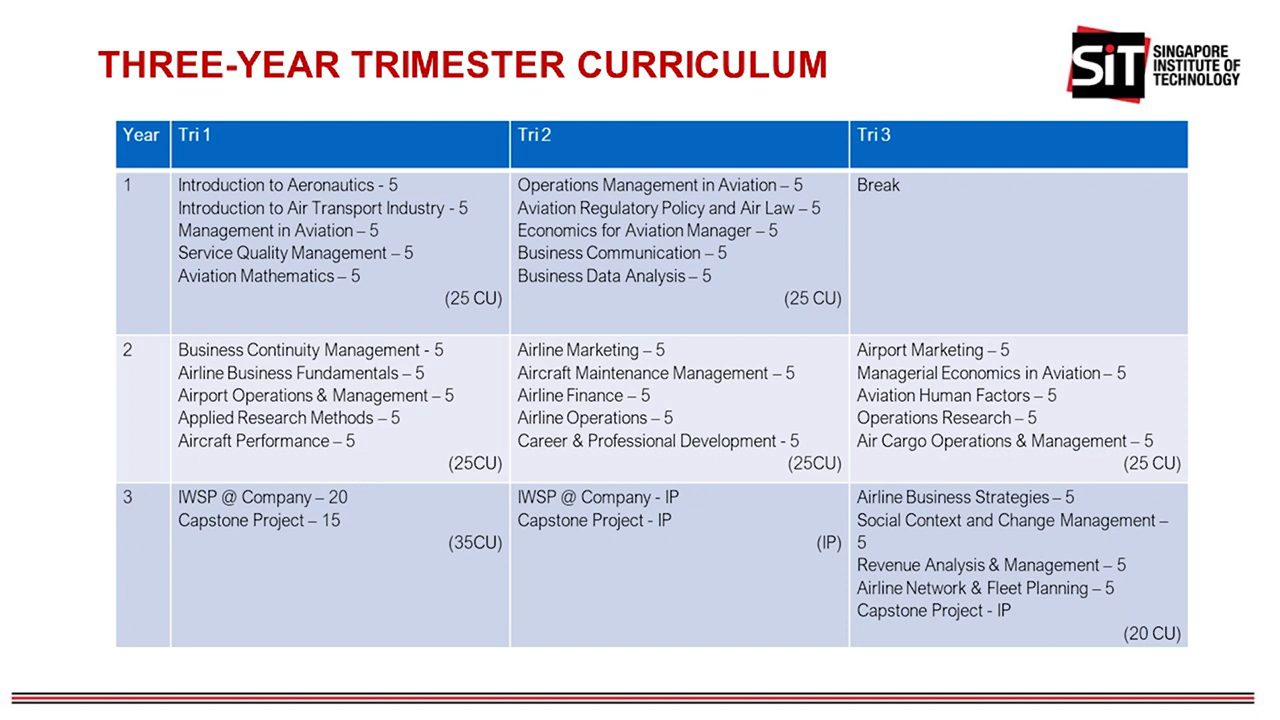 THREE-YEAR TRIMESTER CURRICULUM
SiT
SINGAPORE
INSTITUTE OF
TECHNOLOGY
Year
Tri 1
Tri 2
Tri 3
1
Introduction to Aeronautics - 5
Introduction to Air Transport Industry - 5
Management in Aviation – 5
Service Quality Management – 5
Aviation Mathematics – 5
(25 CU)
Operations Management in Aviation – 5
Aviation Regulatory Policy and Air Law – 5
Economics for Aviation Manager – 5
Business Communication – 5
Business Data Analysis – 5
(25 CU)
Break
2
Business Continuity Management - 5
Airline Business Fundamentals – 5
Airport Operations & Management – 5
Applied Research Methods – 5
Aircraft Performance – 5
(25CU)
Airline Marketing – 5
Aircraft Maintenance Management – 5
Airline Finance – 5
Airline Operations – 5
Career & Professional Development - 5
(25CU)
Airport Marketing – 5
Managerial Economics in Aviation – 5
Aviation Human Factors – 5
Operations Research – 5
Air Cargo Operations & Management – 5
(25 CU)
3
IWSP @ Company – 20
Capstone Project – 15
(35CU)
IWSP @ Company - IP
Capstone Project - IP
(IP)
Airline Business Strategies – 5
Social Context and Change Management –
5
Revenue Analysis & Management – 5
Airline Network & Fleet Planning – 5
Capstone Project - IP
(20 CU)